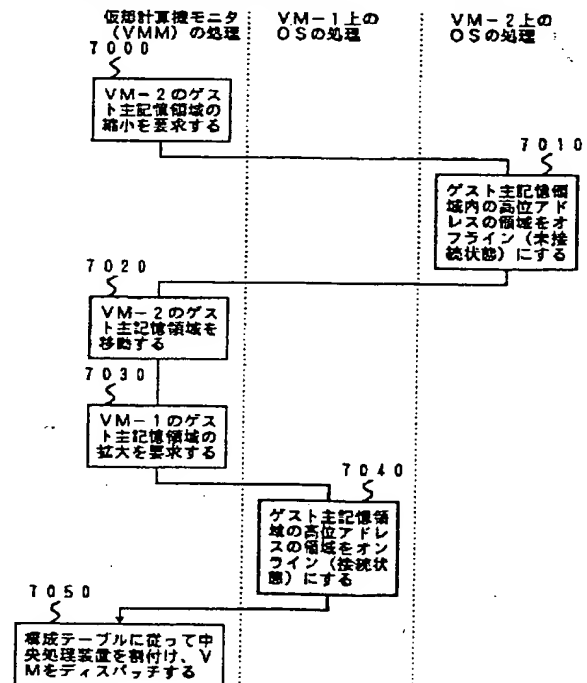 仮想計算機モニタ
(VMM)の処理
VM-1上の
OSの処理
VM-2上の
OSの処理
7000
VM-2のゲス
ト主記憶領域の
縮小を要求する
7010
ゲスト主記憶領
域内の高位アド
レスの領域をオ
フライン(未接
続状態)にする
7020
VM-2のゲス
ト主記憶領域を
移動する
7030
VM-1のゲス
ト主記憶領域の
拡大を要求する
7040
ゲスト主記憶領
域の高位アドレ
スの領域をオン
ライン(接続状
態)にする
7050
構成テーブルに従って中
央処理装置を割付け、V
Mをディスパッチする